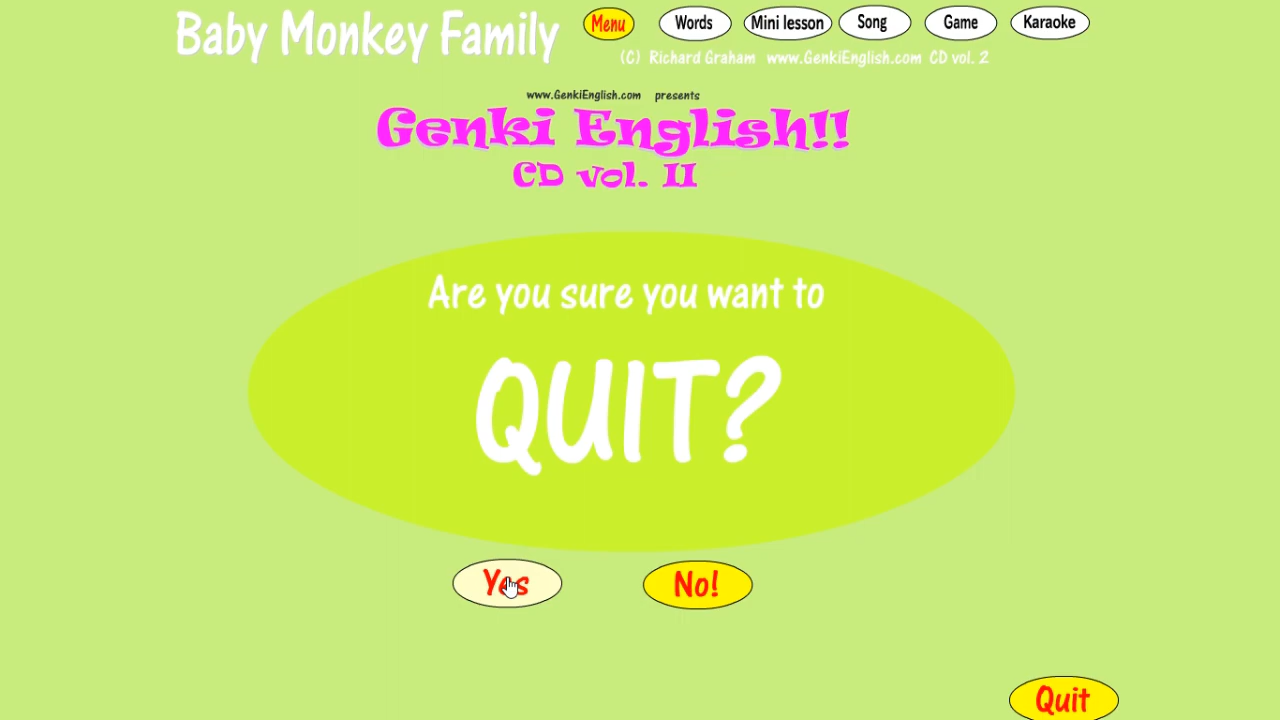 Baby Monkey Family
Menu Words Mini lesson Song Game Karaoke
(C) Richard Graham www.GenkiEnglish.com CD vol. 2
www.GenkiEnglish.com presents
Genki English!!
CD vol. II
Are you sure you want to
QUIT?
Yes No!
Quit